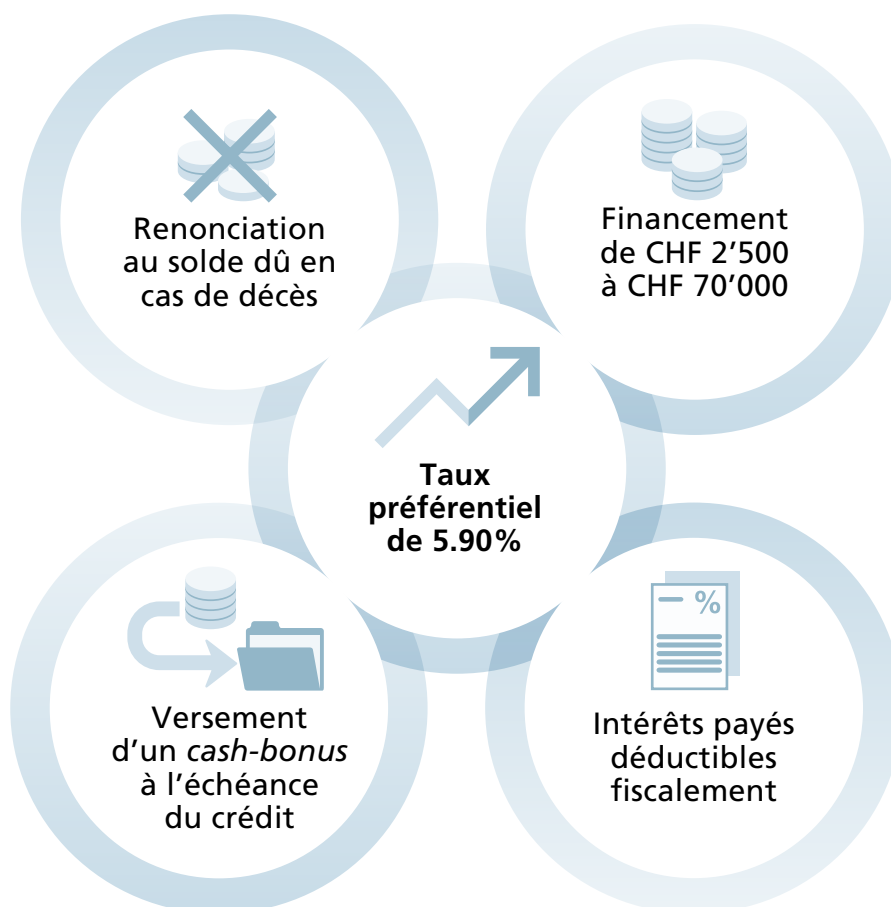 Renonciation
au solde dû en
cas de décès
Financement
de CHF 2’500
à CHF 70’000
Taux
préférentiel
de 5.90%
Versement
d’un cash-bonus
à l’échéance
du crédit
– %
Intérêts payés
déductibles
fiscalement